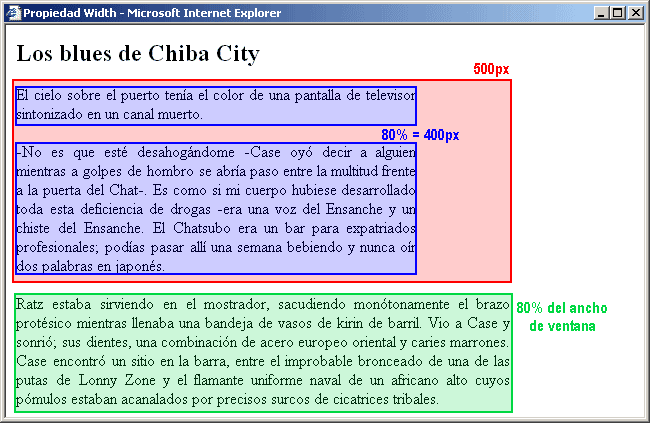 Propiedad Width - Microsoft Internet Explorer
Los blues de Chiba City
500px
El cielo sobre el puerto tenía el color de una pantalla de televisor
sintonizado en un canal muerto.
80% = 400px
-No es que esté desahogándome -Case oyó decir a alguien
mientras a golpes de hombro se abría paso entre la multitud frente
a la puerta del Chat-. Es como si mi cuerpo hubiese desarrollado
toda esta deficiencia de drogas -era una voz del Ensanche y un
chiste del Ensanche. El Chatsubo era un bar para expatriados
profesionales; podías pasar allí una semana bebiendo y nunca oír
dos palabras en japonés.
Ratz estaba sirviendo en el mostrador, sacudiendo monótonamente el brazo
protésico mientras llenaba una bandeja de vasos de kirin de barril. Vio a Case y
sonrió; sus dientes, una combinación de acero europeo oriental y caries marrones.
Case encontró un sitio en la barra, entre el improbable bronceado de una de las
putas de Lonny Zone y el flamante uniforme naval de un africano alto cuyos
pómulos estaban acanalados por precisos surcos de cicatrices tribales.
80% del ancho
de ventana